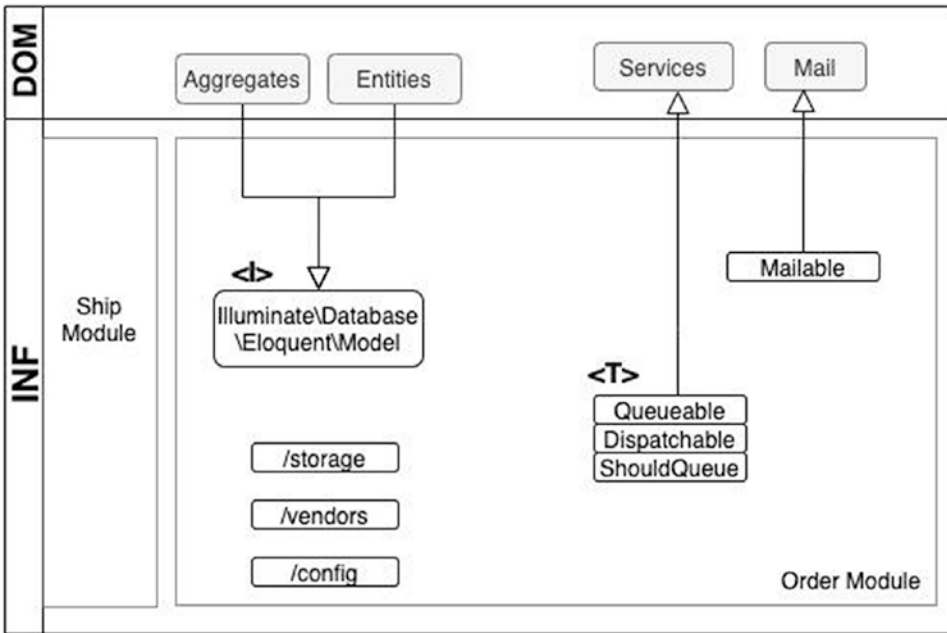 DOM
Aggregates
Entities
Services
Mail
INF
Ship
Module
<I>
Illuminate\Database
\Eloquent\Model
/storage
/vendors
/config
<T>
Queueable
Dispatchable
ShouldQueue
Mailable
Order Module